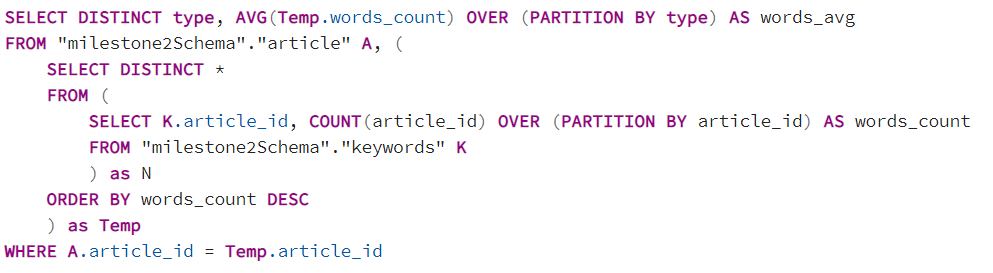 SELECT DISTINCT type, AVG(Temp.words_count) OVER (PARTITION BY type) AS words_avg
FROM "milestone2Schema"."article" A, (
    SELECT DISTINCT *
    FROM (
        SELECT K.article_id, COUNT(article_id) OVER (PARTITION BY article_id) AS words_count
        FROM "milestone2Schema"."keywords" K
        ) as N
    ORDER BY words_count DESC
    ) as Temp
WHERE A.article_id = Temp.article_id